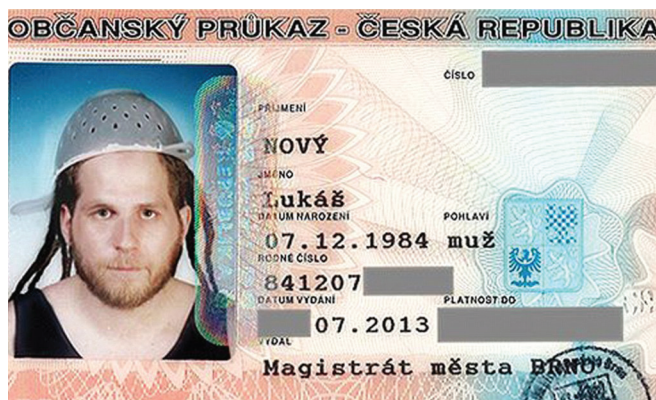 OBČANSKÝ PRŮKAZ - ČESKÁ REPUBLIKA
ČÍSLO
PŘÍJMENÍ
NOVÝ
JMÉNO
Lukáš
DATUM NAROZENÍ POHLAVÍ
07.12.1984 muž
RODNÉ ČÍSLO
841207
DATUM VYDÁNÍ PLATNOST DO
07.2013
VYDAL
Magistrát města BRNO